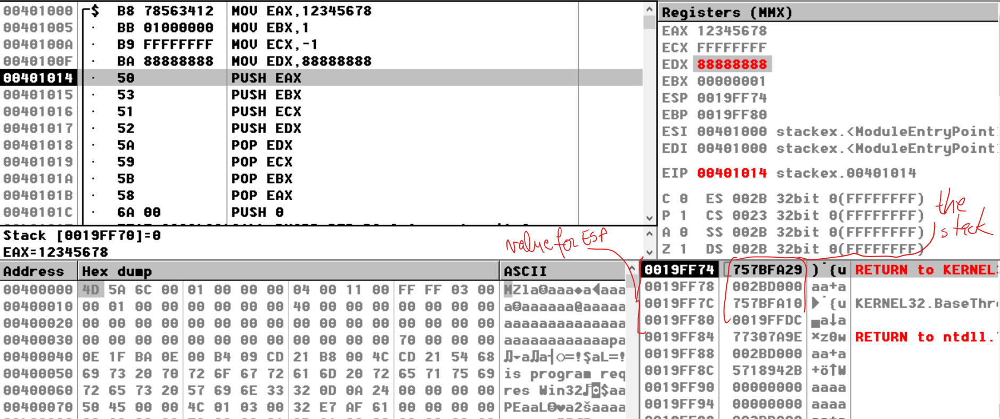 00401000 $ B8 78563412 MOV EAX,12345678
00401005 · BB 01000000 MOV EBX,1
0040100A · B9 FFFFFFFF MOV ECX,-1
0040100F · BA 88888888 MOV EDX,88888888
00401014 · 50 PUSH EAX
00401015 · 53 PUSH EBX
00401016 · 51 PUSH ECX
00401017 · 52 PUSH EDX
00401018 · 5A POP EDX
00401019 · 59 POP ECX
0040101A · 5B POP EBX
0040101B · 58 POP EAX
0040101C · 6A 00 PUSH 0
Stack [0019FF70]=0
EAX=12345678
Registers (MMX)
EAX 12345678
ECX FFFFFFFF
EDX 88888888
EBX 00000001
ESP 0019FF74
EBP 0019FF80
ESI 00401000 stackex.<ModuleEntryPoint
EDI 00401000 stackex.<ModuleEntryPoint
EIP 00401014 stackex.00401014
C 0 ES 002B 32bit 0(FFFFFFFF)
P 1 CS 0023 32bit 0(FFFFFFFF)
A 0 SS 002B 32bit 0(FFFFFFFF)
Z 1 DS 002B 32bit 0(FFFFFFFF)
the
stack
value for ESP
Address Hex dump ASCII
00400000 4D 5A 6C 00 01 00 00 00 04 00 11 00 FF FF 03 00 MZla☺aaa♦a◄aaa
00400010 00 01 00 00 00 00 00 00 40 00 00 00 00 00 00 00 a☺aaaaaa@aaaaa
00400020 00 00 00 00 00 00 00 00 00 00 00 00 00 00 00 00 aaaaaaaaaaaaaa
00400030 00 00 00 00 00 00 00 00 00 00 00 00 70 00 00 00 aaaaaaaaaaaapa
00400040 0E 1F BA 0E 00 B4 09 CD 21 B8 00 4C CD 21 54 68 ♫▼a♫a┤○=!ŞaL=!
00400050 69 73 20 70 72 6F 67 72 61 6D 20 72 65 71 75 69 is program req
00400060 72 65 73 20 57 69 6E 33 32 0D 0A 24 00 00 00 00 res Win32♪◙$aa
00400070 50 45 00 00 4C 01 03 00 32 E7 AF 61 00 00 00 00 PEaaL☺♥a2šaaaa
0019FF74 757BFA29 )˙{u RETURN to KERNEL
0019FF78 002BD000 aa+a
0019FF7C 757BFA10 ►˙{u KERNEL32.BaseThr
0019FF80 0019FFDC ▄a↓a
0019FF84 77307A9E ×z0w RETURN to ntdll.
0019FF88 002BD000 aa+a
0019FF8C 5718942B +ö↑W
0019FF90 00000000 aaaa
0019FF94 00000000 aaaa